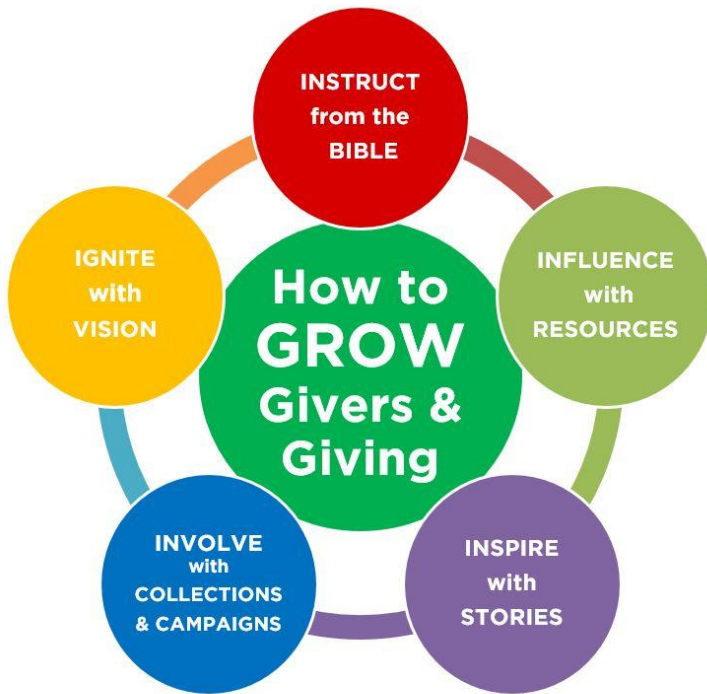 INSTRUCT
from the
BIBLE
IGNITE
with
VISION
How to
GROW
Givers &
Giving
INFLUENCE
with
RESOURCES
INVOLVE
with
COLLECTIONS
& CAMPAIGNS
INSPIRE
with
STORIES